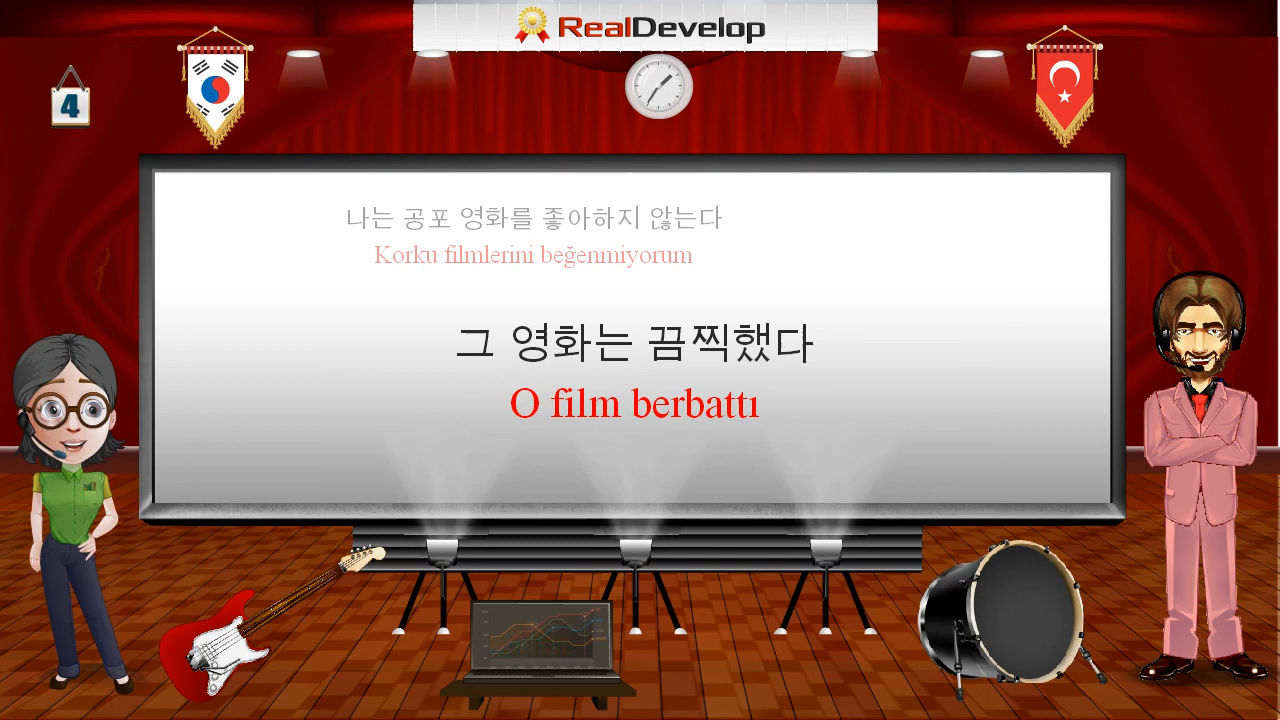 RealDevelop
4
나는 공포 영화를 좋아하지 않는다
Korku filmlerini beğenmiyorum
그 영화는 끔찍했다
O film berbattı